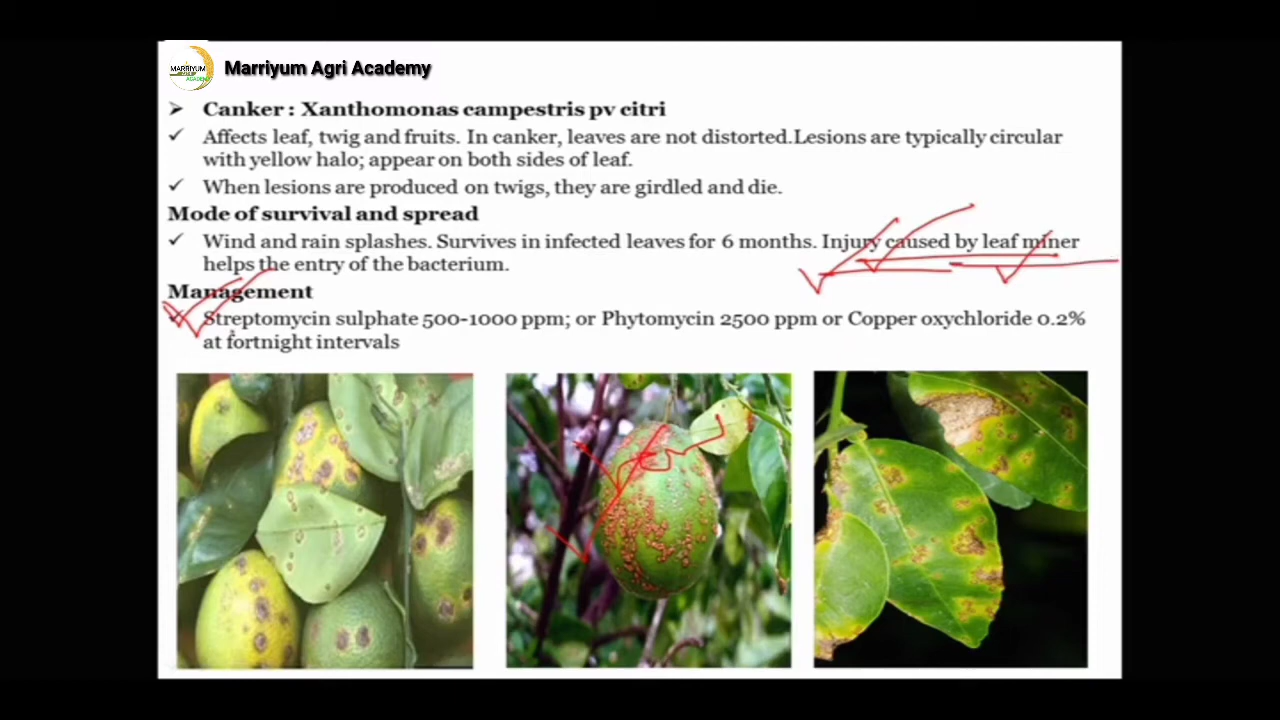 MARRIYUM
ACADEMY
Marriyum Agri Academy
➤ Canker : Xanthomonas campestris pv citri
✓ Affects leaf, twig and fruits. In canker, leaves are not distorted.Lesions are typically circular
with yellow halo; appear on both sides of leaf.
✓ When lesions are produced on twigs, they are girdled and die.
Mode of survival and spread
✓ Wind and rain splashes. Survives in infected leaves for 6 months. Injury caused by leaf miner
helps the entry of the bacterium.
Management
✓ Streptomycin sulphate 500-1000 ppm; or Phytomycin 2500 ppm or Copper oxychloride 0.2%
at fortnight intervals